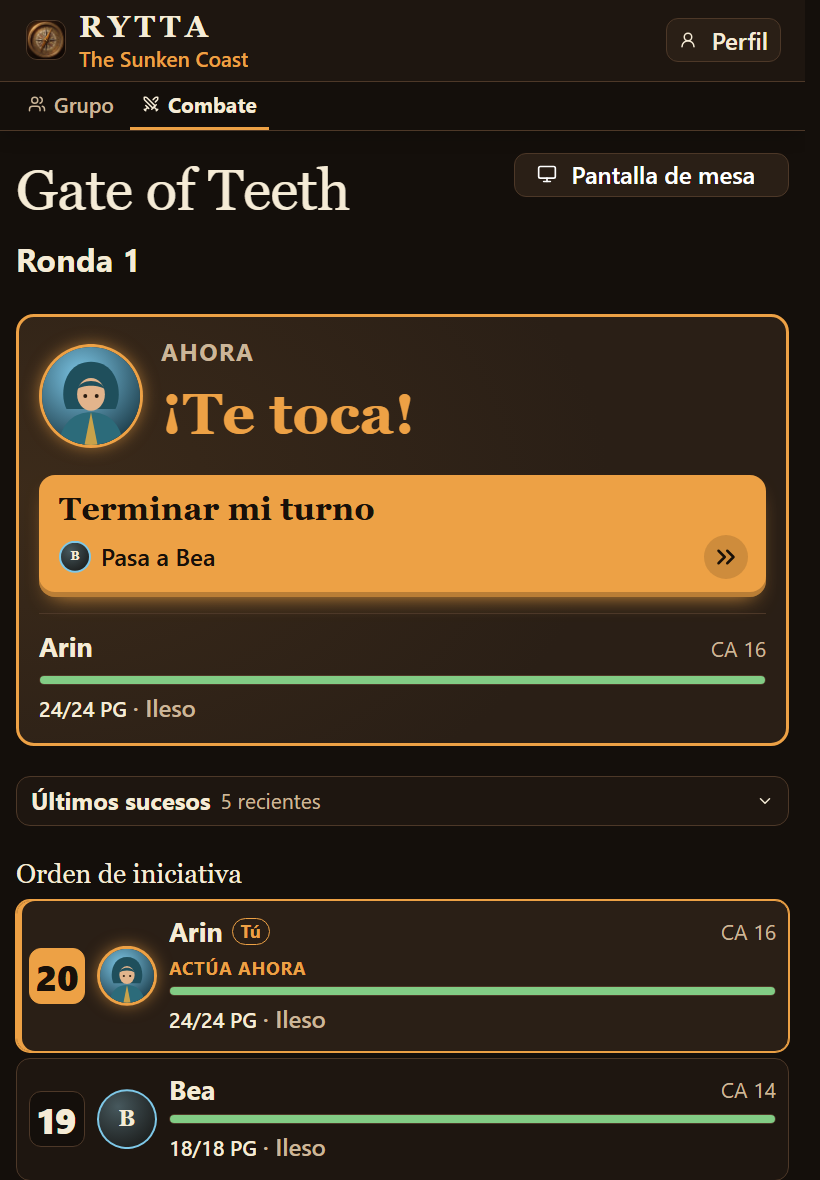 RYTTA
The Sunken Coast
Perfil
Grupo
Combate
Gate of Teeth
Pantalla de mesa
Ronda 1
AHORA
¡Te toca!
Terminar mi turno
B Pasa a Bea
Arin
CA 16
24/24 PG · Ileso
Últimos sucesos 5 recientes
Orden de iniciativa
20
Arin Tú
CA 16
ACTÚA AHORA
24/24 PG · Ileso
19
B
Bea
CA 14
18/18 PG · Ileso